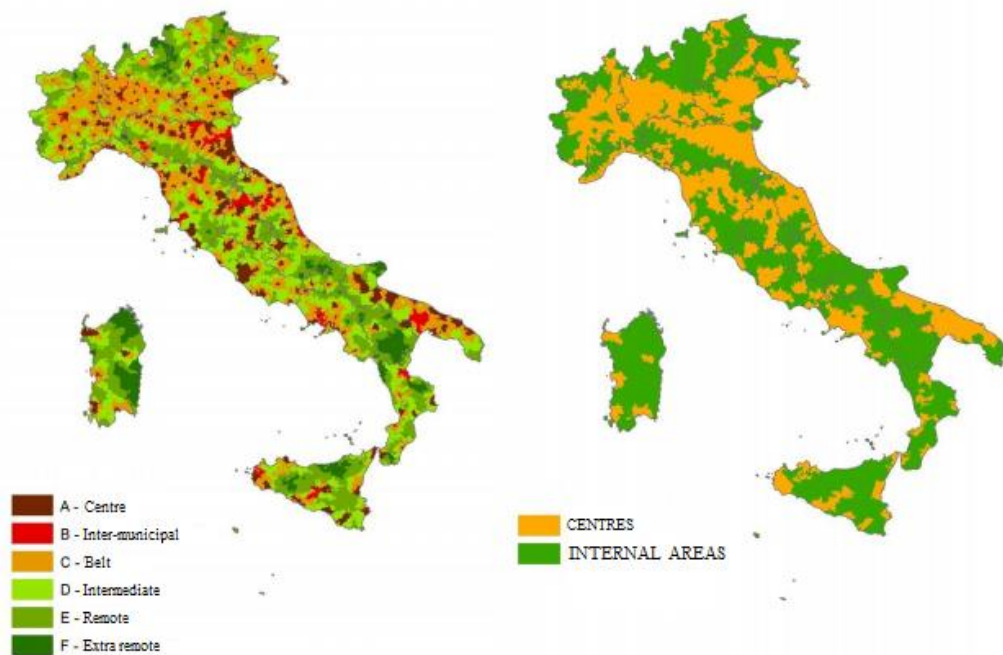 A - Centre
B - Inter-municipal
C - Belt
D - Intermediate
E - Remote
F - Extra remote
CENTRES
INTERNAL AREAS